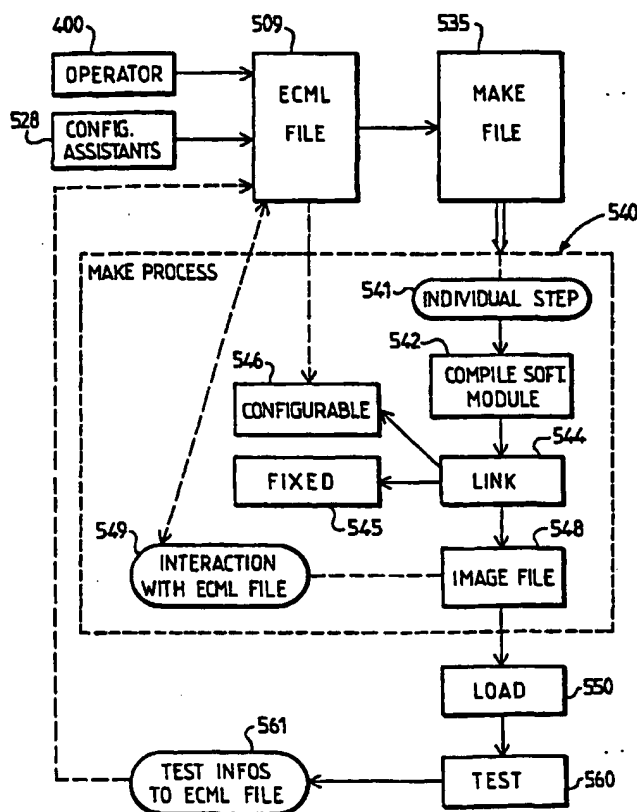 400
509
535
OPERATOR
ECML
FILE
MAKE
FILE
528
CONFIG.
ASSISTANTS
540
MAKE PROCESS
541
INDIVIDUAL STEP
542
COMPILE SOFT.
MODULE
546
CONFIGURABLE
544
LINK
FIXED
545
548
549
INTERACTION
WITH ECML FILE
IMAGE FILE
LOAD
550
561
TEST INFOS
TO ECML FILE
TEST
560